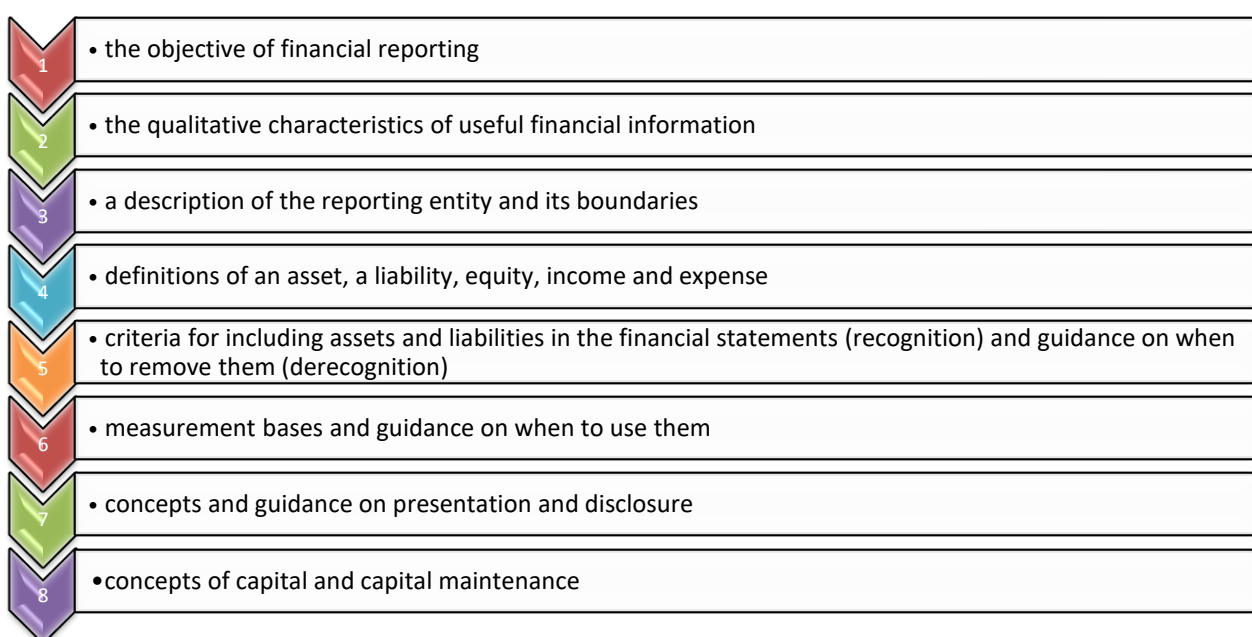 1
• the objective of financial reporting
2
• the qualitative characteristics of useful financial information
3
• a description of the reporting entity and its boundaries
4
• definitions of an asset, a liability, equity, income and expense
5
• criteria for including assets and liabilities in the financial statements (recognition) and guidance on when
to remove them (derecognition)
6
• measurement bases and guidance on when to use them
7
• concepts and guidance on presentation and disclosure
8
•concepts of capital and capital maintenance